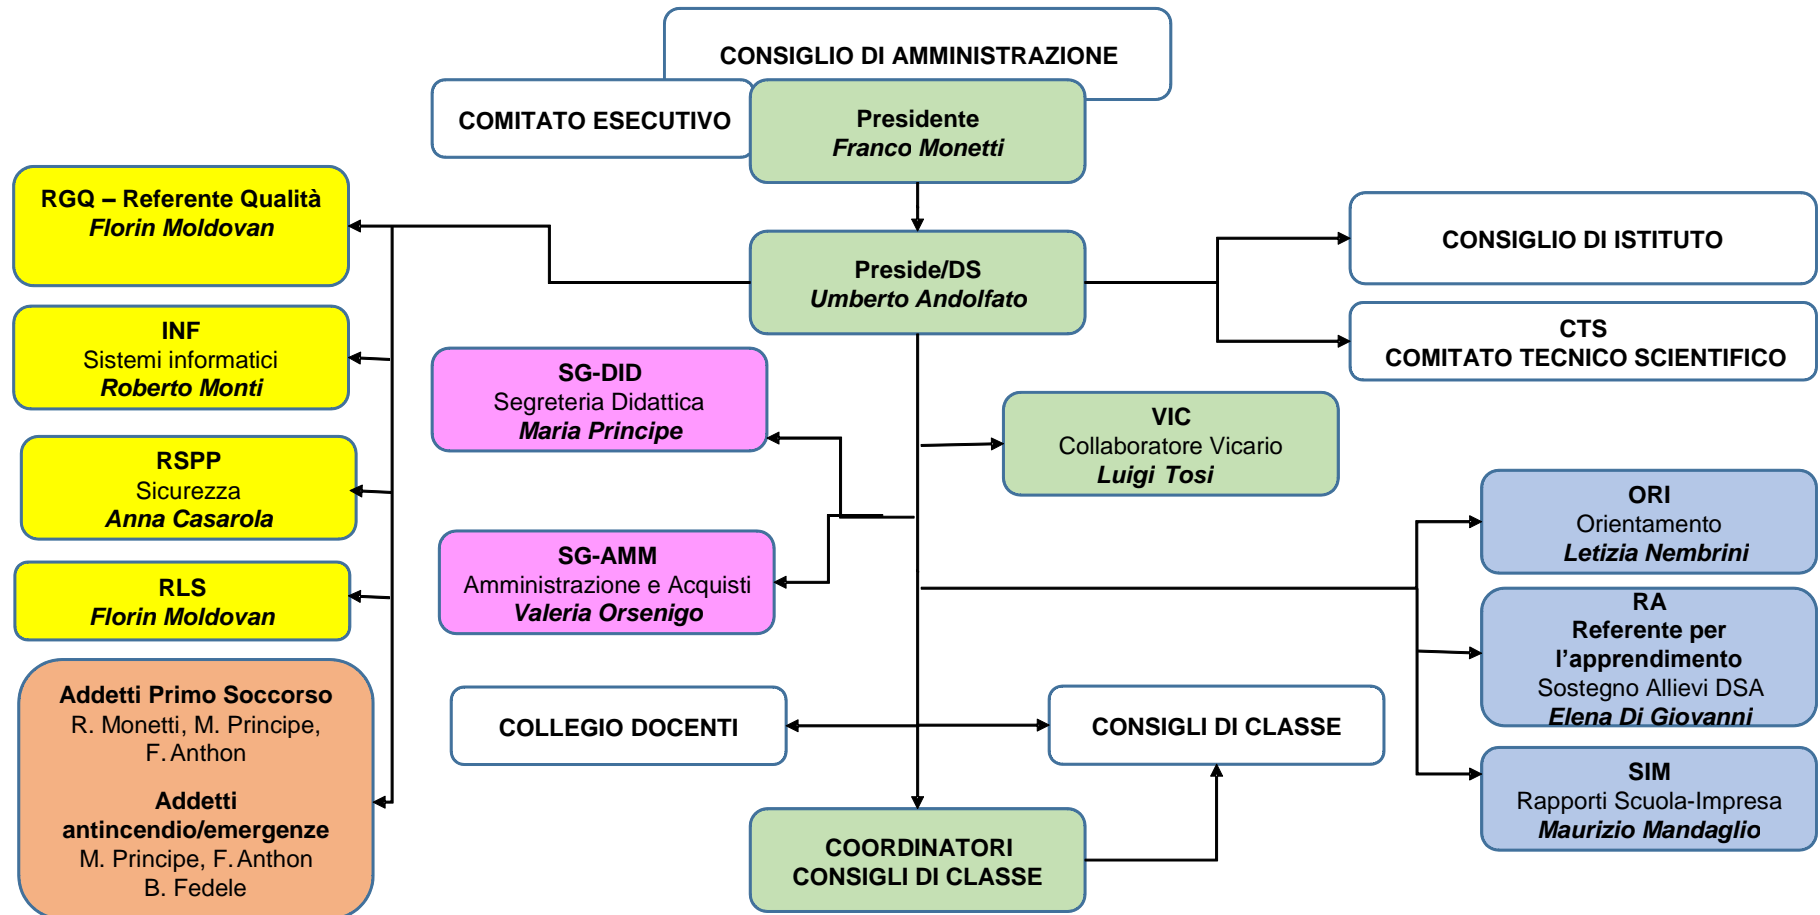 CONSIGLIO DI AMMINISTRAZIONE
COMITATO ESECUTIVO
Presidente
Franco Monetti
RGQ – Referente Qualità
Florin Moldovan
Preside/DS
Umberto Andolfato
CONSIGLIO DI ISTITUTO
INF
Sistemi informatici
Roberto Monti
CTS
COMITATO TECNICO SCIENTIFICO
SG-DID
Segreteria Didattica
Maria Principe
VIC
Collaboratore Vicario
Luigi Tosi
RSPP
Sicurezza
Anna Casarola
ORI
Orientamento
Letizia Nembrini
SG-AMM
Amministrazione e Acquisti
Valeria Orsenigo
RLS
Florin Moldovan
RA
Referente per
l’apprendimento
Sostegno Allievi DSA
Elena Di Giovanni
Addetti Primo Soccorso
R. Monetti, M. Principe,
F. Anthon
Addetti
antincendio/emergenze
M. Principe, F. Anthon
B. Fedele
COLLEGIO DOCENTI
CONSIGLI DI CLASSE
SIM
Rapporti Scuola-Impresa
Maurizio Mandaglio
COORDINATORI
CONSIGLI DI CLASSE